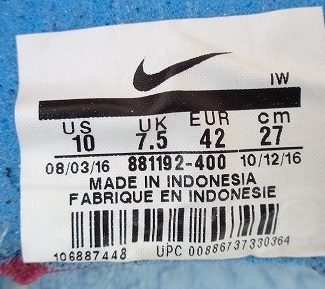 IW
US UK EUR cm
10 7.5 42 27
08/03/16 881192-400 10/12/16
MADE IN INDONESIA
FABRIQUE EN INDONESIE
106887448 UPC 00886737330364